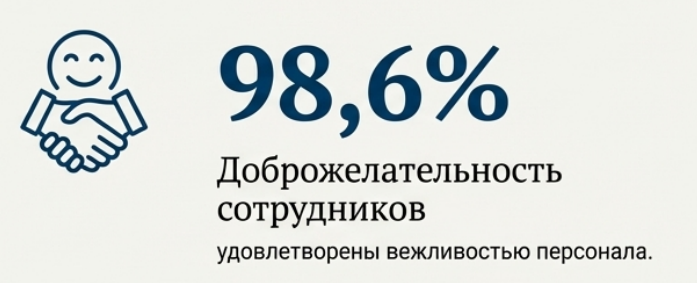 98,6%
Доброжелательность
сотрудников
удовлетворены вежливостью персонала.